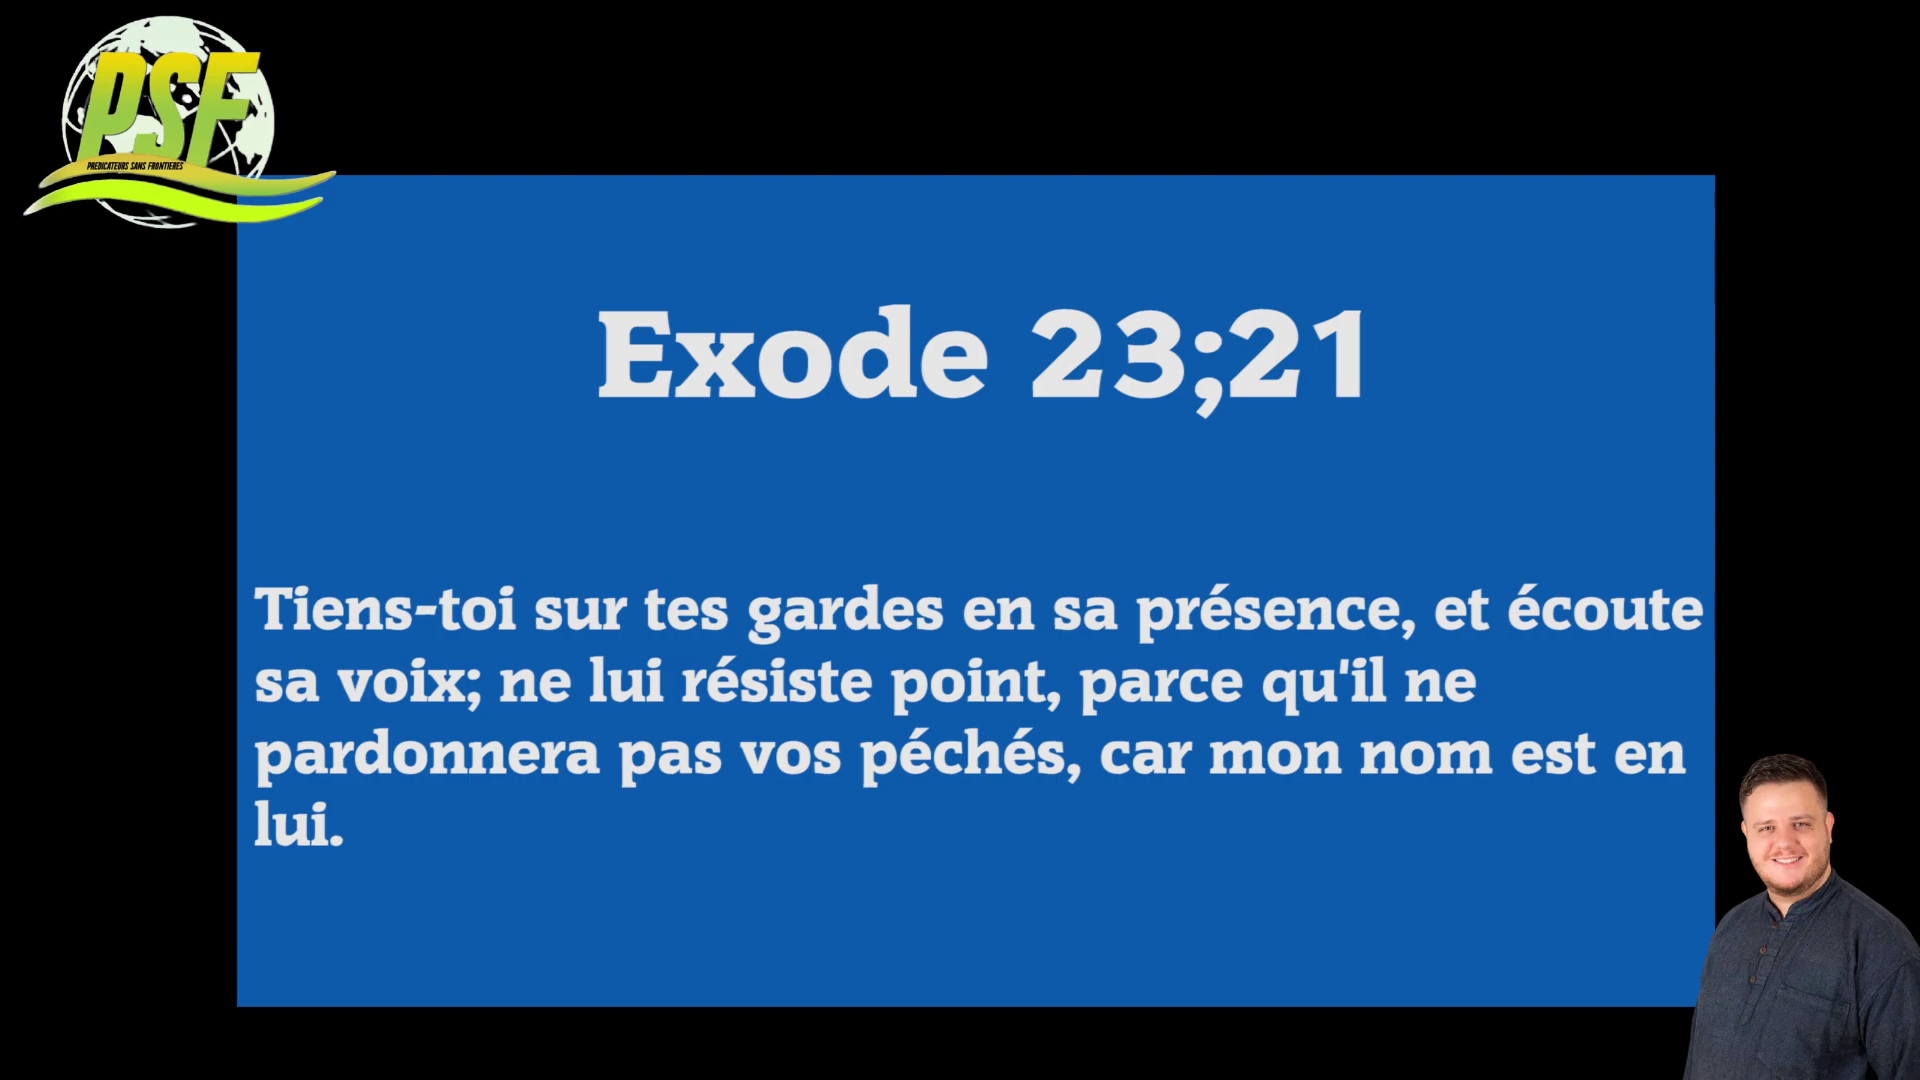 PSF
PREDICATEURS SANS FRONTIERES
Exode 23;21
Tiens-toi sur tes gardes en sa présence, et écoute
sa voix; ne lui résiste point, parce qu'il ne
pardonnera pas vos péchés, car mon nom est en
lui.